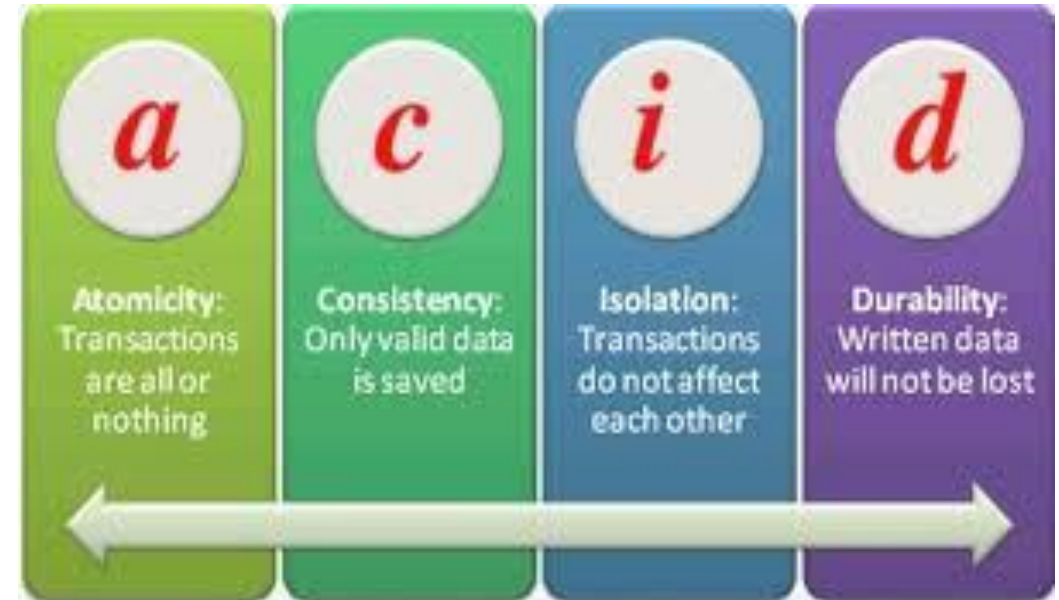 a
Atomicity:
Transactions
are all or
nothing
c
Consistency:
Only valid data
is saved
i
Isolation:
Transactions
do not affect
each other
d
Durability:
Written data
will not be lost